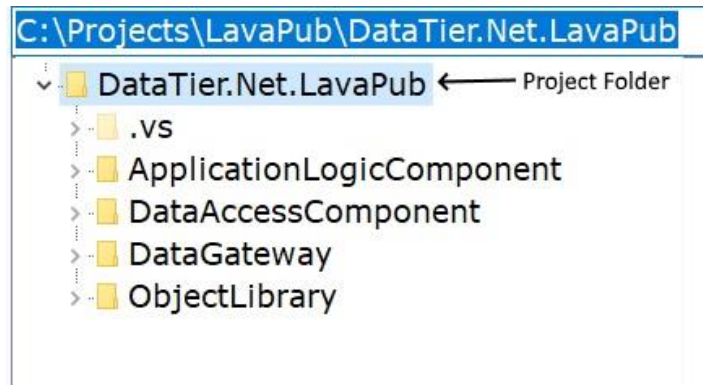 C:\Projects\LavaPub\DataTier.Net.LavaPub
DataTier.Net.LavaPub Project Folder
.vs
ApplicationLogicComponent
DataAccessComponent
DataGateway
ObjectLibrary